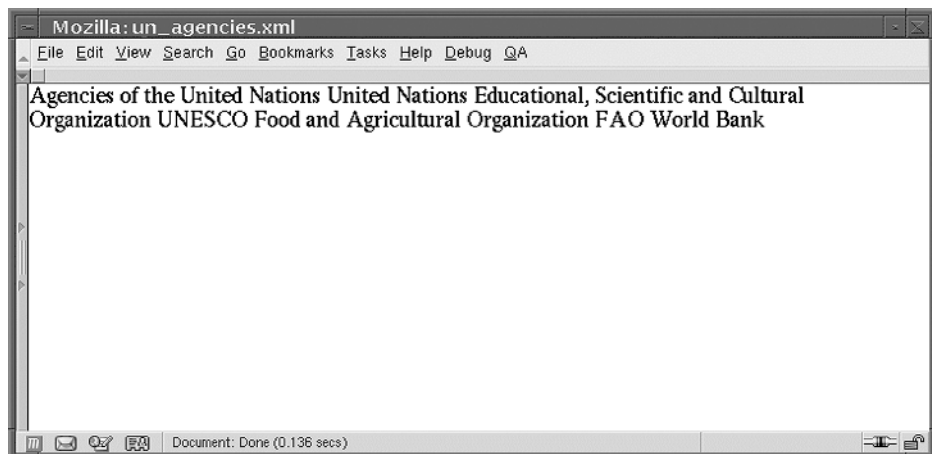 Mozilla: un_agencies.xml
File Edit View Search Go Bookmarks Tasks Help Debug QA
Agencies of the United Nations United Nations Educational, Scientific and Cultural
Organization UNESCO Food and Agricultural Organization FAO World Bank
Document: Done (0.136 secs)